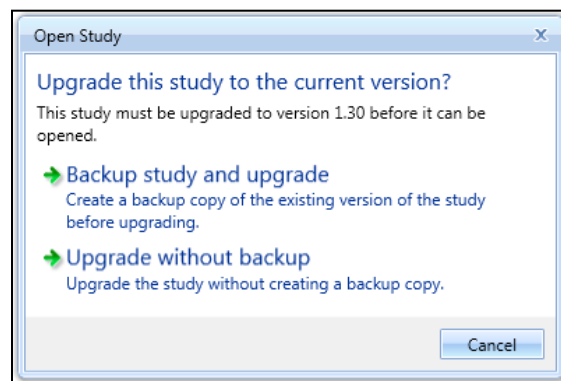 Open Study
Upgrade this study to the current version?
This study must be upgraded to version 1.30 before it can be
opened.
Backup study and upgrade
Create a backup copy of the existing version of the study
before upgrading.
Upgrade without backup
Upgrade the study without creating a backup copy.
Cancel